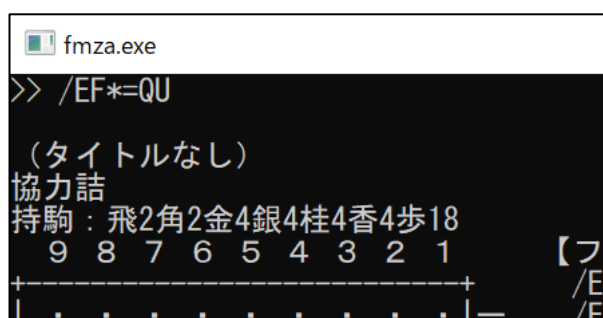 fmza.exe
>> /EF*=QU
（タイトルなし）
協力詰
持駒：飛2角2金4銀4桂4香4歩18
９ ８ ７ ６ ５ ４ ３ ２ １ 【フ
+---------------------------+ /E
| ・ ・ ・ ・ ・ ・ ・ ・ ・|一 /E